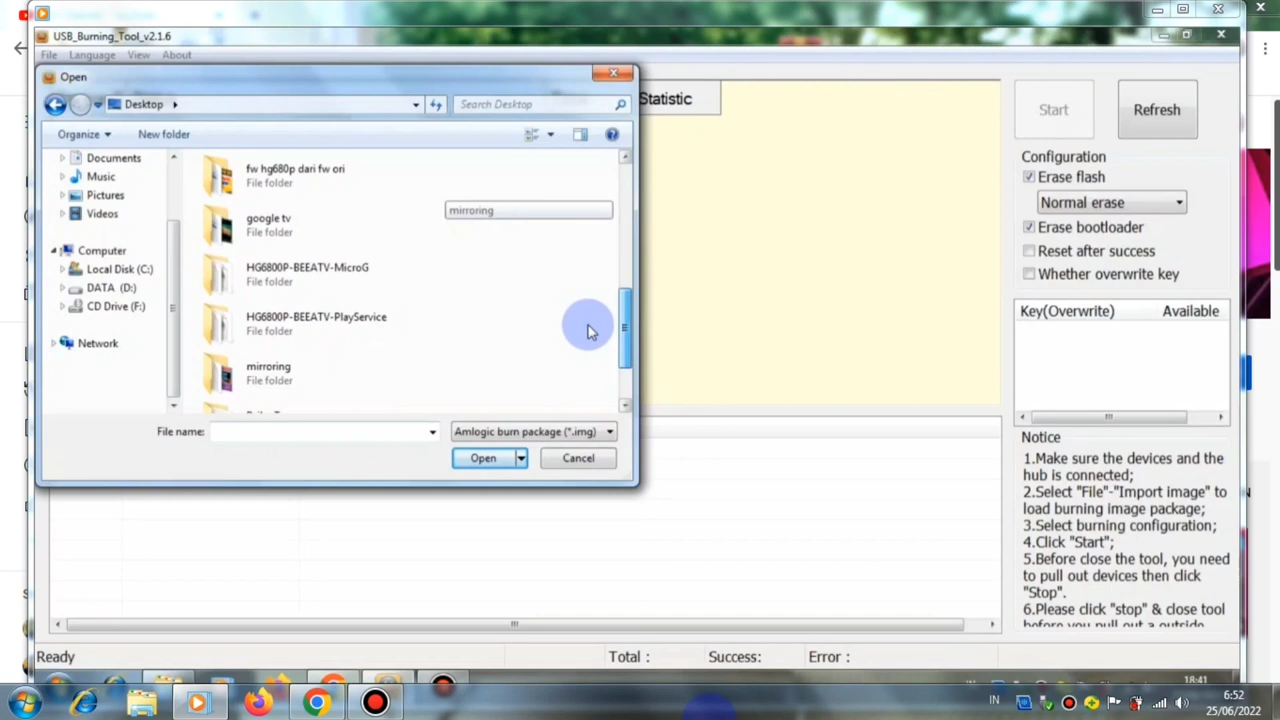 USB_Burning_Tool_v2.1.6
File Language View About
Open
Desktop
Search Desktop
Organize
New folder
Documents
Music
Pictures
Videos
Computer
Local Disk (C:)
DATA (D:)
CD Drive (F:)
Network
fw hg680p dari fw ori
File folder
google tv
File folder
mirroring
HG6800P-BEEATV-MicroG
File folder
HG6800P-BEEATV-PlayService
File folder
mirroring
File folder
File name:
Amlogic burn package (*.img)
Open
Cancel
Statistic
Start
Refresh
Configuration
Erase flash
Normal erase
Erase bootloader
Reset after success
Whether overwrite key
Key(Overwrite) Available
Notice
1.Make sure the devices and the
hub is connected;
2.Select "File"-"Import image" to
load burning image package;
3.Select burning configuration;
4.Click "Start";
5.Before close the tool, you need
to pull out devices then click
"Stop".
6.Please click "stop" & close tool
before you pull out a outside
Ready
Total :
Success:
Error :
18:41
IN
6:52
25/06/2022